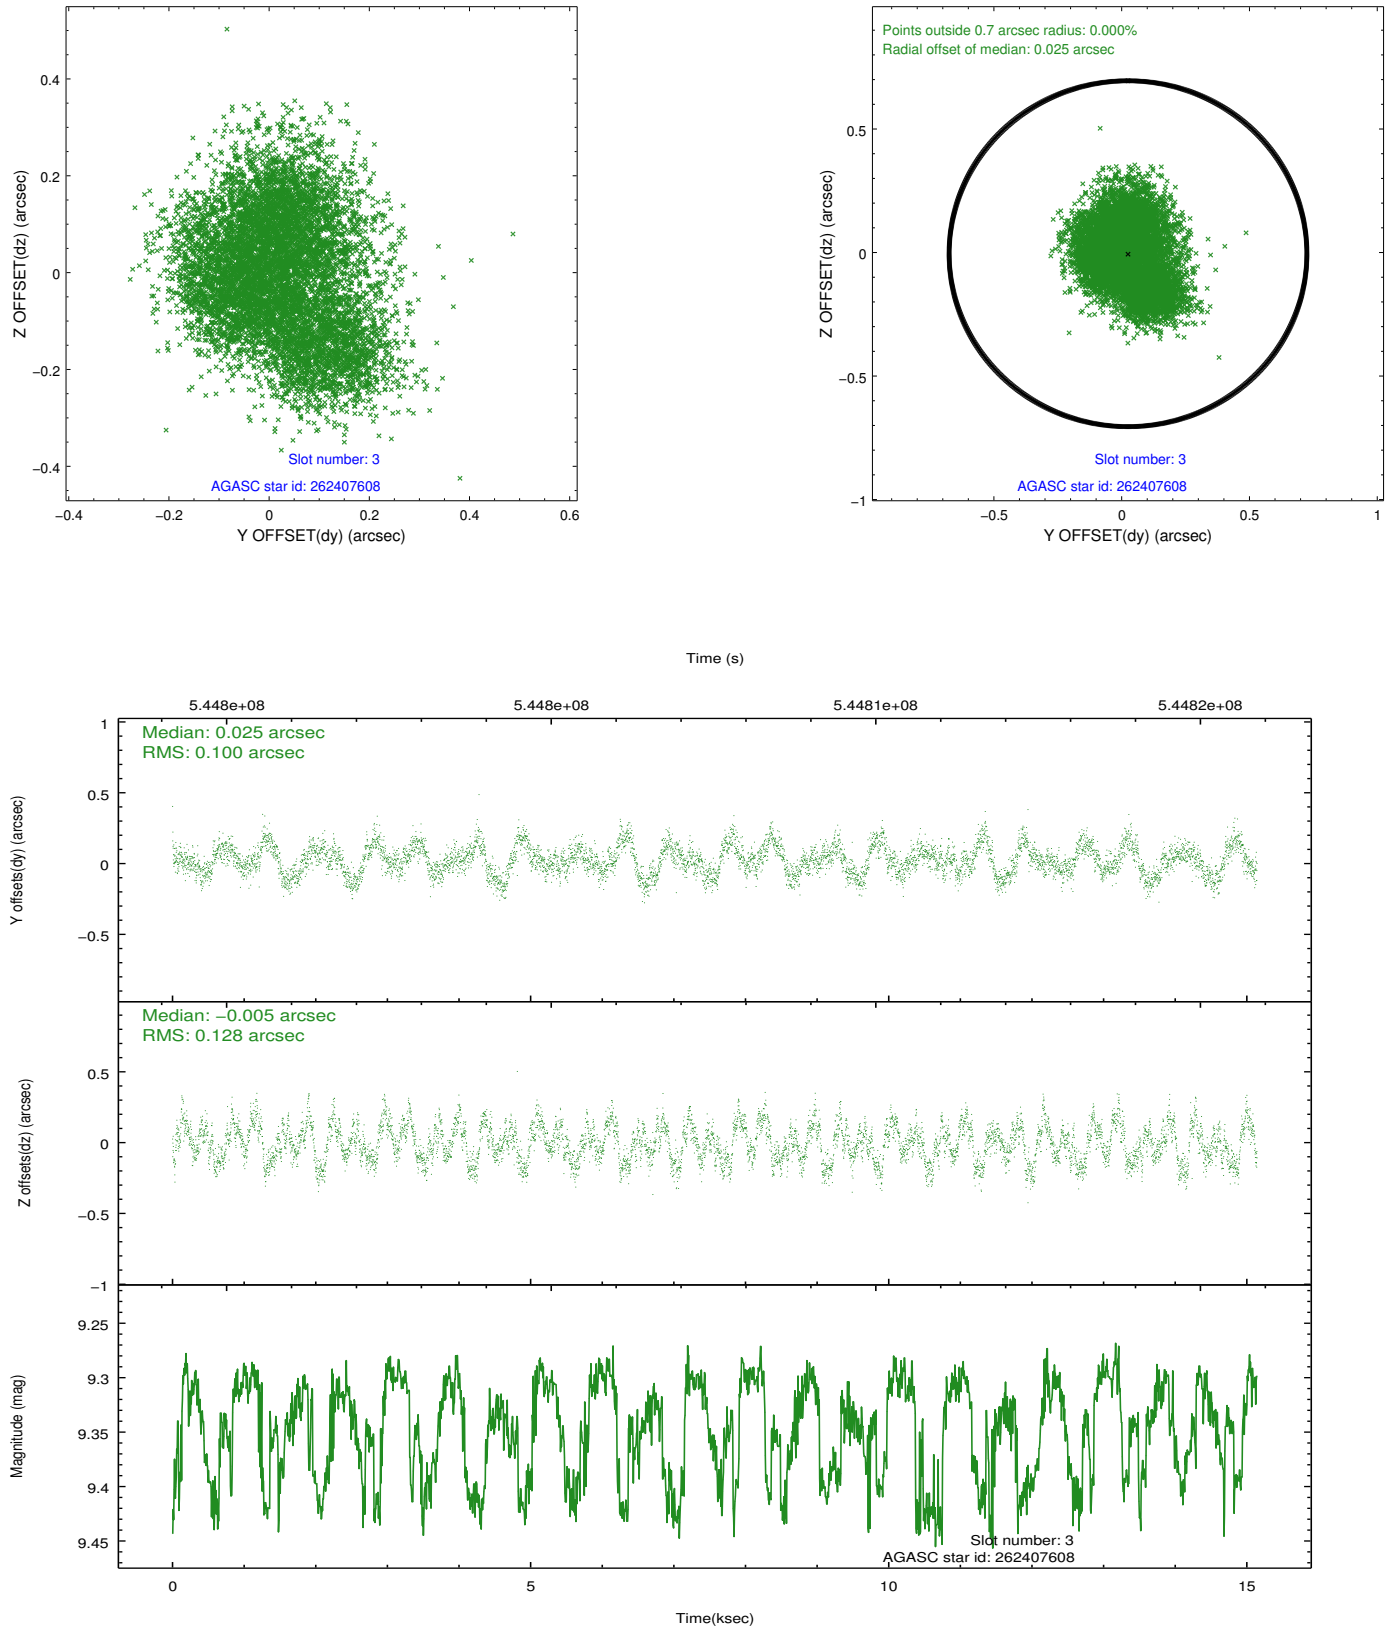 0.4
0.2
0
−0.2
−0.4
Z OFFSET(dz) (arcsec)
Slot number: 3
AGASC star id: 262407608
−0.4 −0.2 0 0.2 0.4 0.6
Y OFFSET(dy) (arcsec)
Points outside 0.7 arcsec radius: 0.000%
Radial offset of median: 0.025 arcsec
0.5
0
−0.5
−1
Z OFFSET(dz) (arcsec)
Slot number: 3
AGASC star id: 262407608
−0.5 0 0.5 1
Y OFFSET(dy) (arcsec)
Time (s)
5.448e+08 5.448e+08 5.4481e+08 5.4482e+08
Median: 0.025 arcsec
RMS: 0.100 arcsec
1
0.5
0
−0.5
Y offsets(dy) (arcsec)
Median: −0.005 arcsec
RMS: 0.128 arcsec
0.5
0
−0.5
−1
Z offsets(dz) (arcsec)
9.25
9.3
9.35
9.4
9.45
Magnitude (mag)
Slot number: 3
AGASC star id: 262407608
0 5 10 15
Time(ksec)